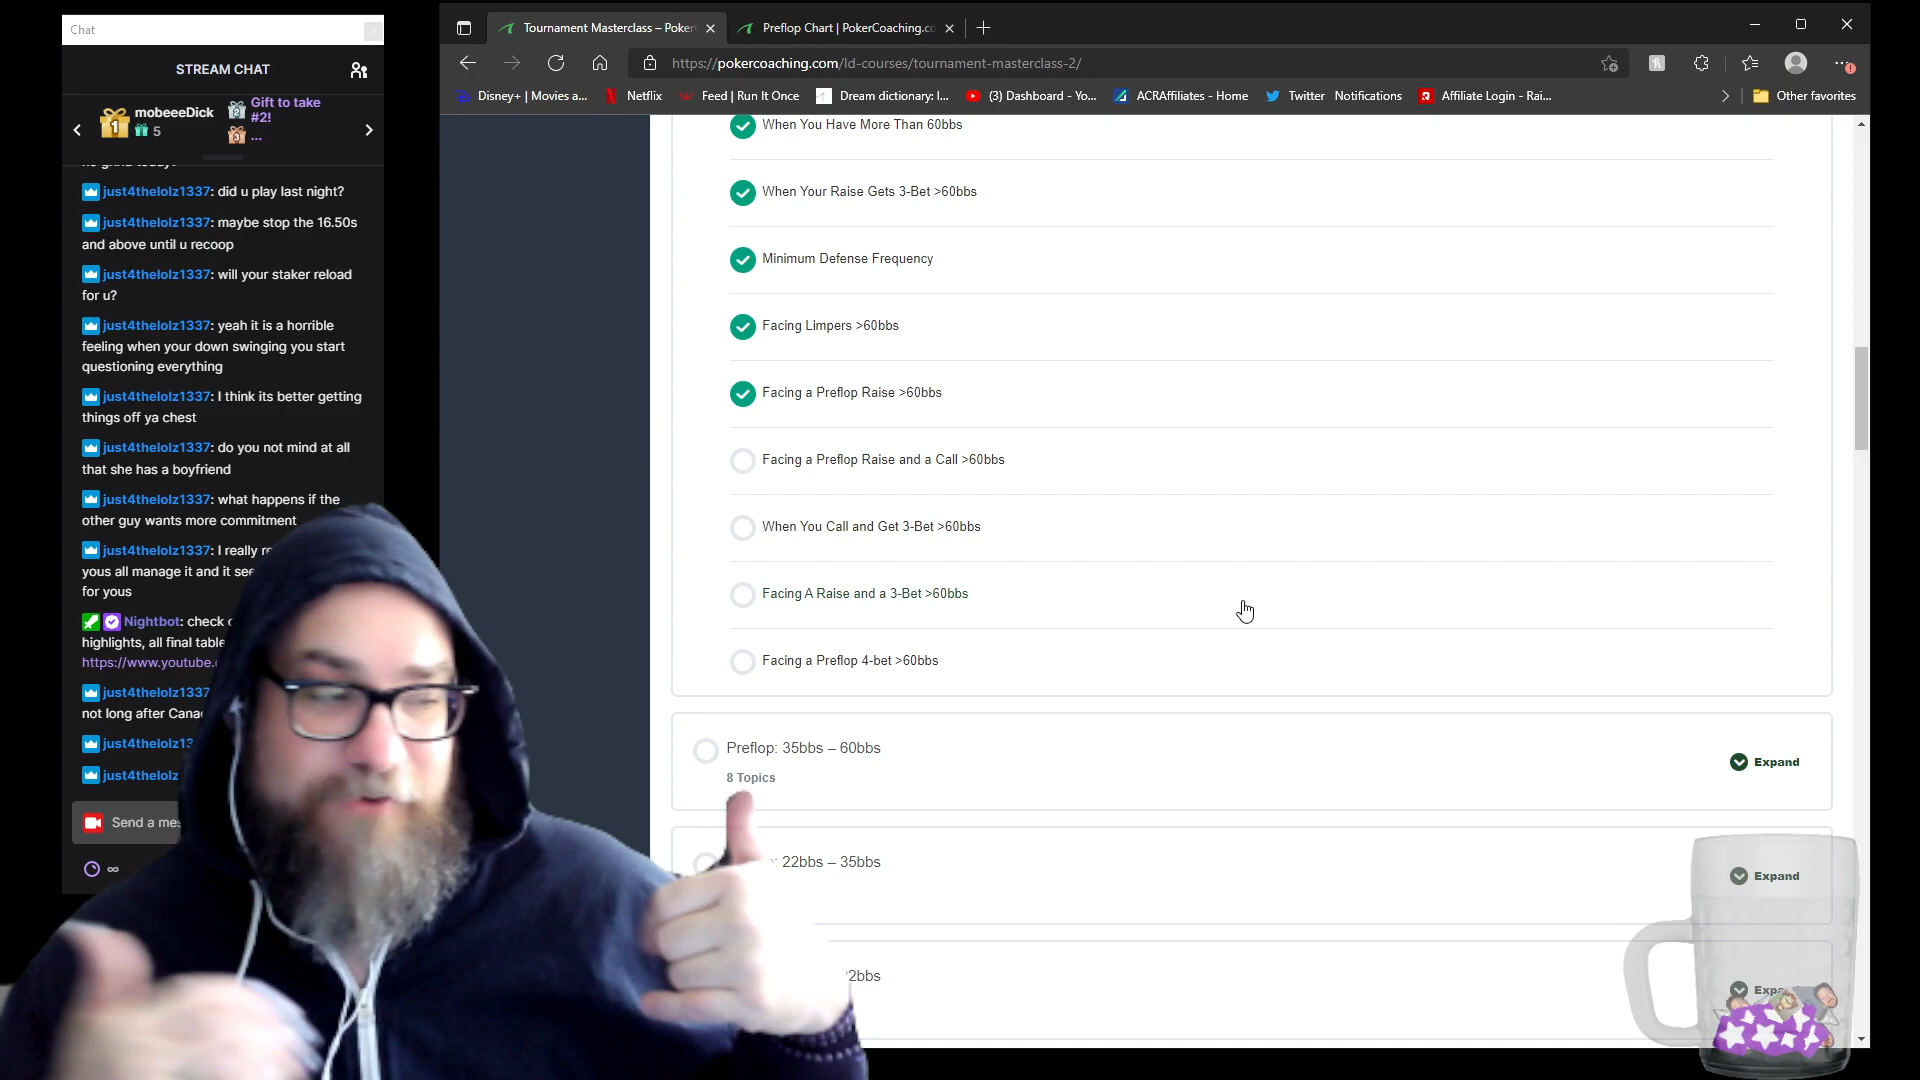 Chat
STREAM CHAT
mobeeeDick
5
Gift to take
#2!
...
just4thelolz1337: did u play last night?
just4thelolz1337: maybe stop the 16.50s
and above until u recoop
just4thelolz1337: will your staker reload
for u?
just4thelolz1337: yeah it is a horrible
feeling when your down swinging you start
questioning everything
just4thelolz1337: I think its better getting
things off ya chest
just4thelolz1337: do you not mind at all
that she has a boyfriend
just4thelolz1337: what happens if the
other guy wants more commitment
just4thelolz1337: I really
yous all manage it and it
for yous
Nightbot: check
highlights, all final table
https://www.youtube.
just4thelolz1337
not long after
just4thelolz13
just4thelolz
Send a
∞
Tournament Masterclass – Poker
Preflop Chart | PokerCoaching.co
https://pokercoaching.com/ld-courses/tournament-masterclass-2/
Disney+ | Movies a...
Netflix
Feed | Run It Once
Dream dictionary: I...
(3) Dashboard - Yo...
ACRAffiliates - Home
Twitter
Notifications
Affiliate Login - Rai...
Other favorites
When You Have More Than 60bbs
When Your Raise Gets 3-Bet >60bbs
Minimum Defense Frequency
Facing Limpers >60bbs
Facing a Preflop Raise >60bbs
Facing a Preflop Raise and a Call >60bbs
When You Call and Get 3-Bet >60bbs
Facing A Raise and a 3-Bet >60bbs
Facing a Preflop 4-bet >60bbs
Preflop: 35bbs – 60bbs
8 Topics
Expand
: 22bbs – 35bbs
Expand
2bbs